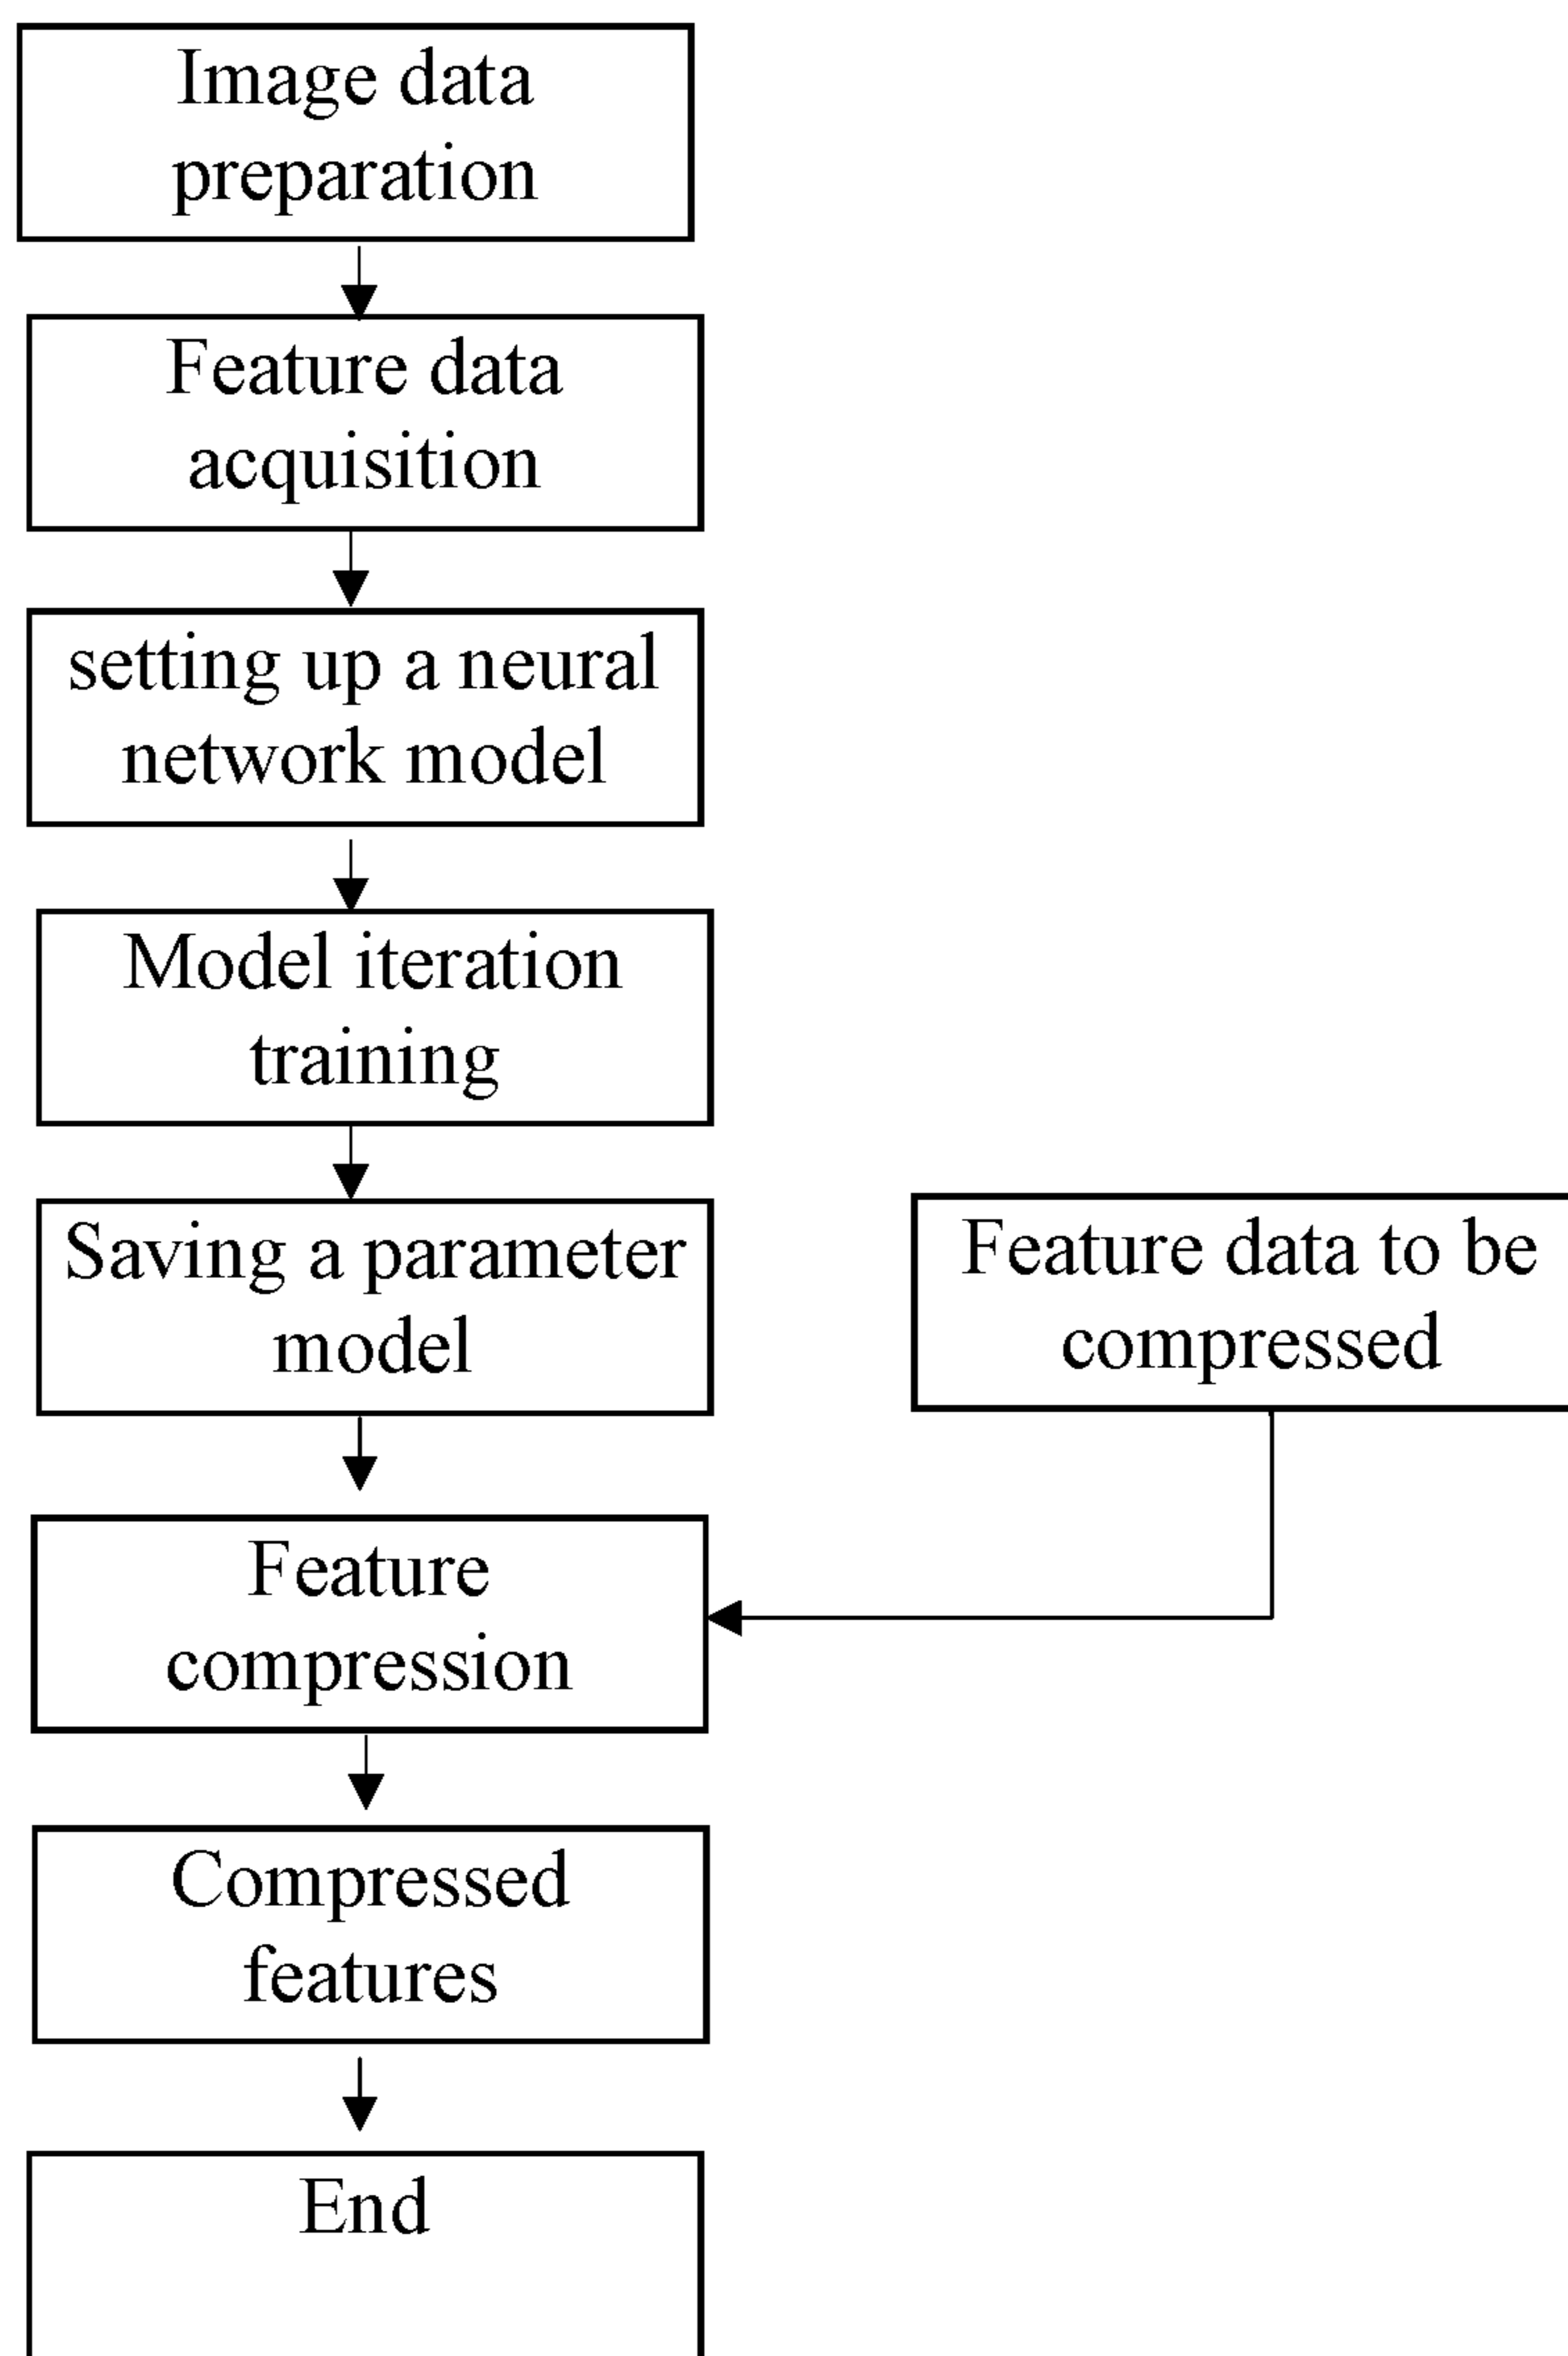 Image data
preparation
Feature data
acquisition
setting up a neural
network model
Model iteration
training
Saving a parameter
model
Feature data to be
compressed
Feature
compression
Compressed
features
End